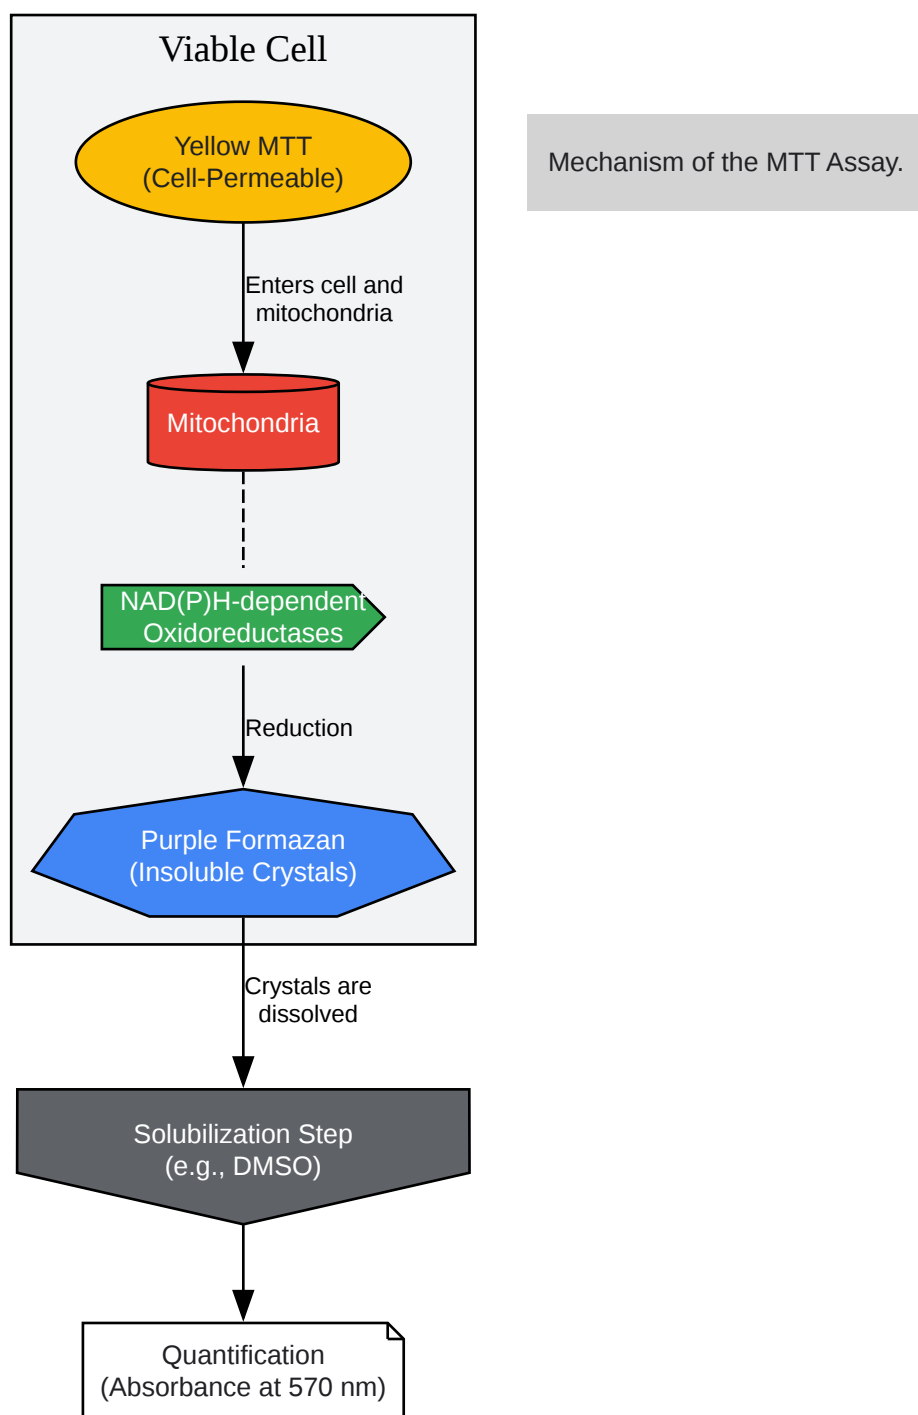 Viable Cell
Yellow MTT
(Cell-Permeable)
Mechanism of the MTT Assay.
Enters cell and
mitochondria
Mitochondria
NAD(P)H-dependent
Oxidoreductases
Reduction
Purple Formazan
(Insoluble Crystals)
Crystals are
dissolved
Solubilization Step
(e.g., DMSO)
Quantification
(Absorbance at 570 nm)